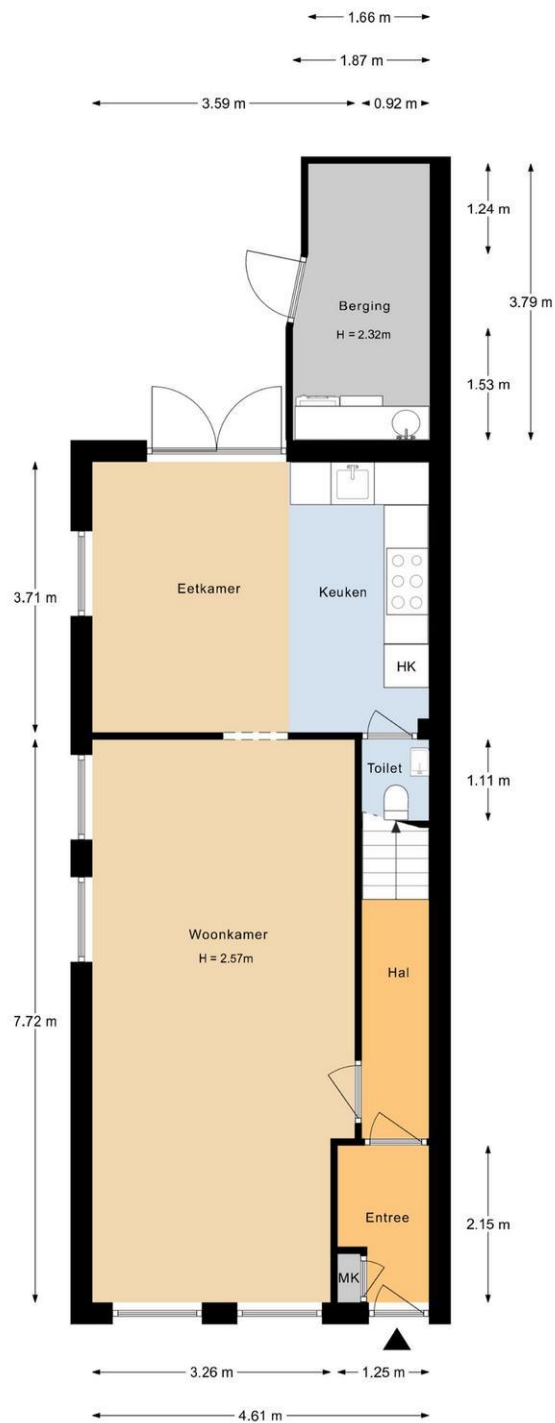 1.66 m
1.87 m
3.59 m
0.92 m
1.24 m
3.79 m
Berging
H = 2.32m
1.53 m
3.71 m
Eetkamer
Keuken
HK
Toilet
1.11 m
Woonkamer
H = 2.57m
Hal
7.72 m
Entree
2.15 m
MK
3.26 m
1.25 m
4.61 m